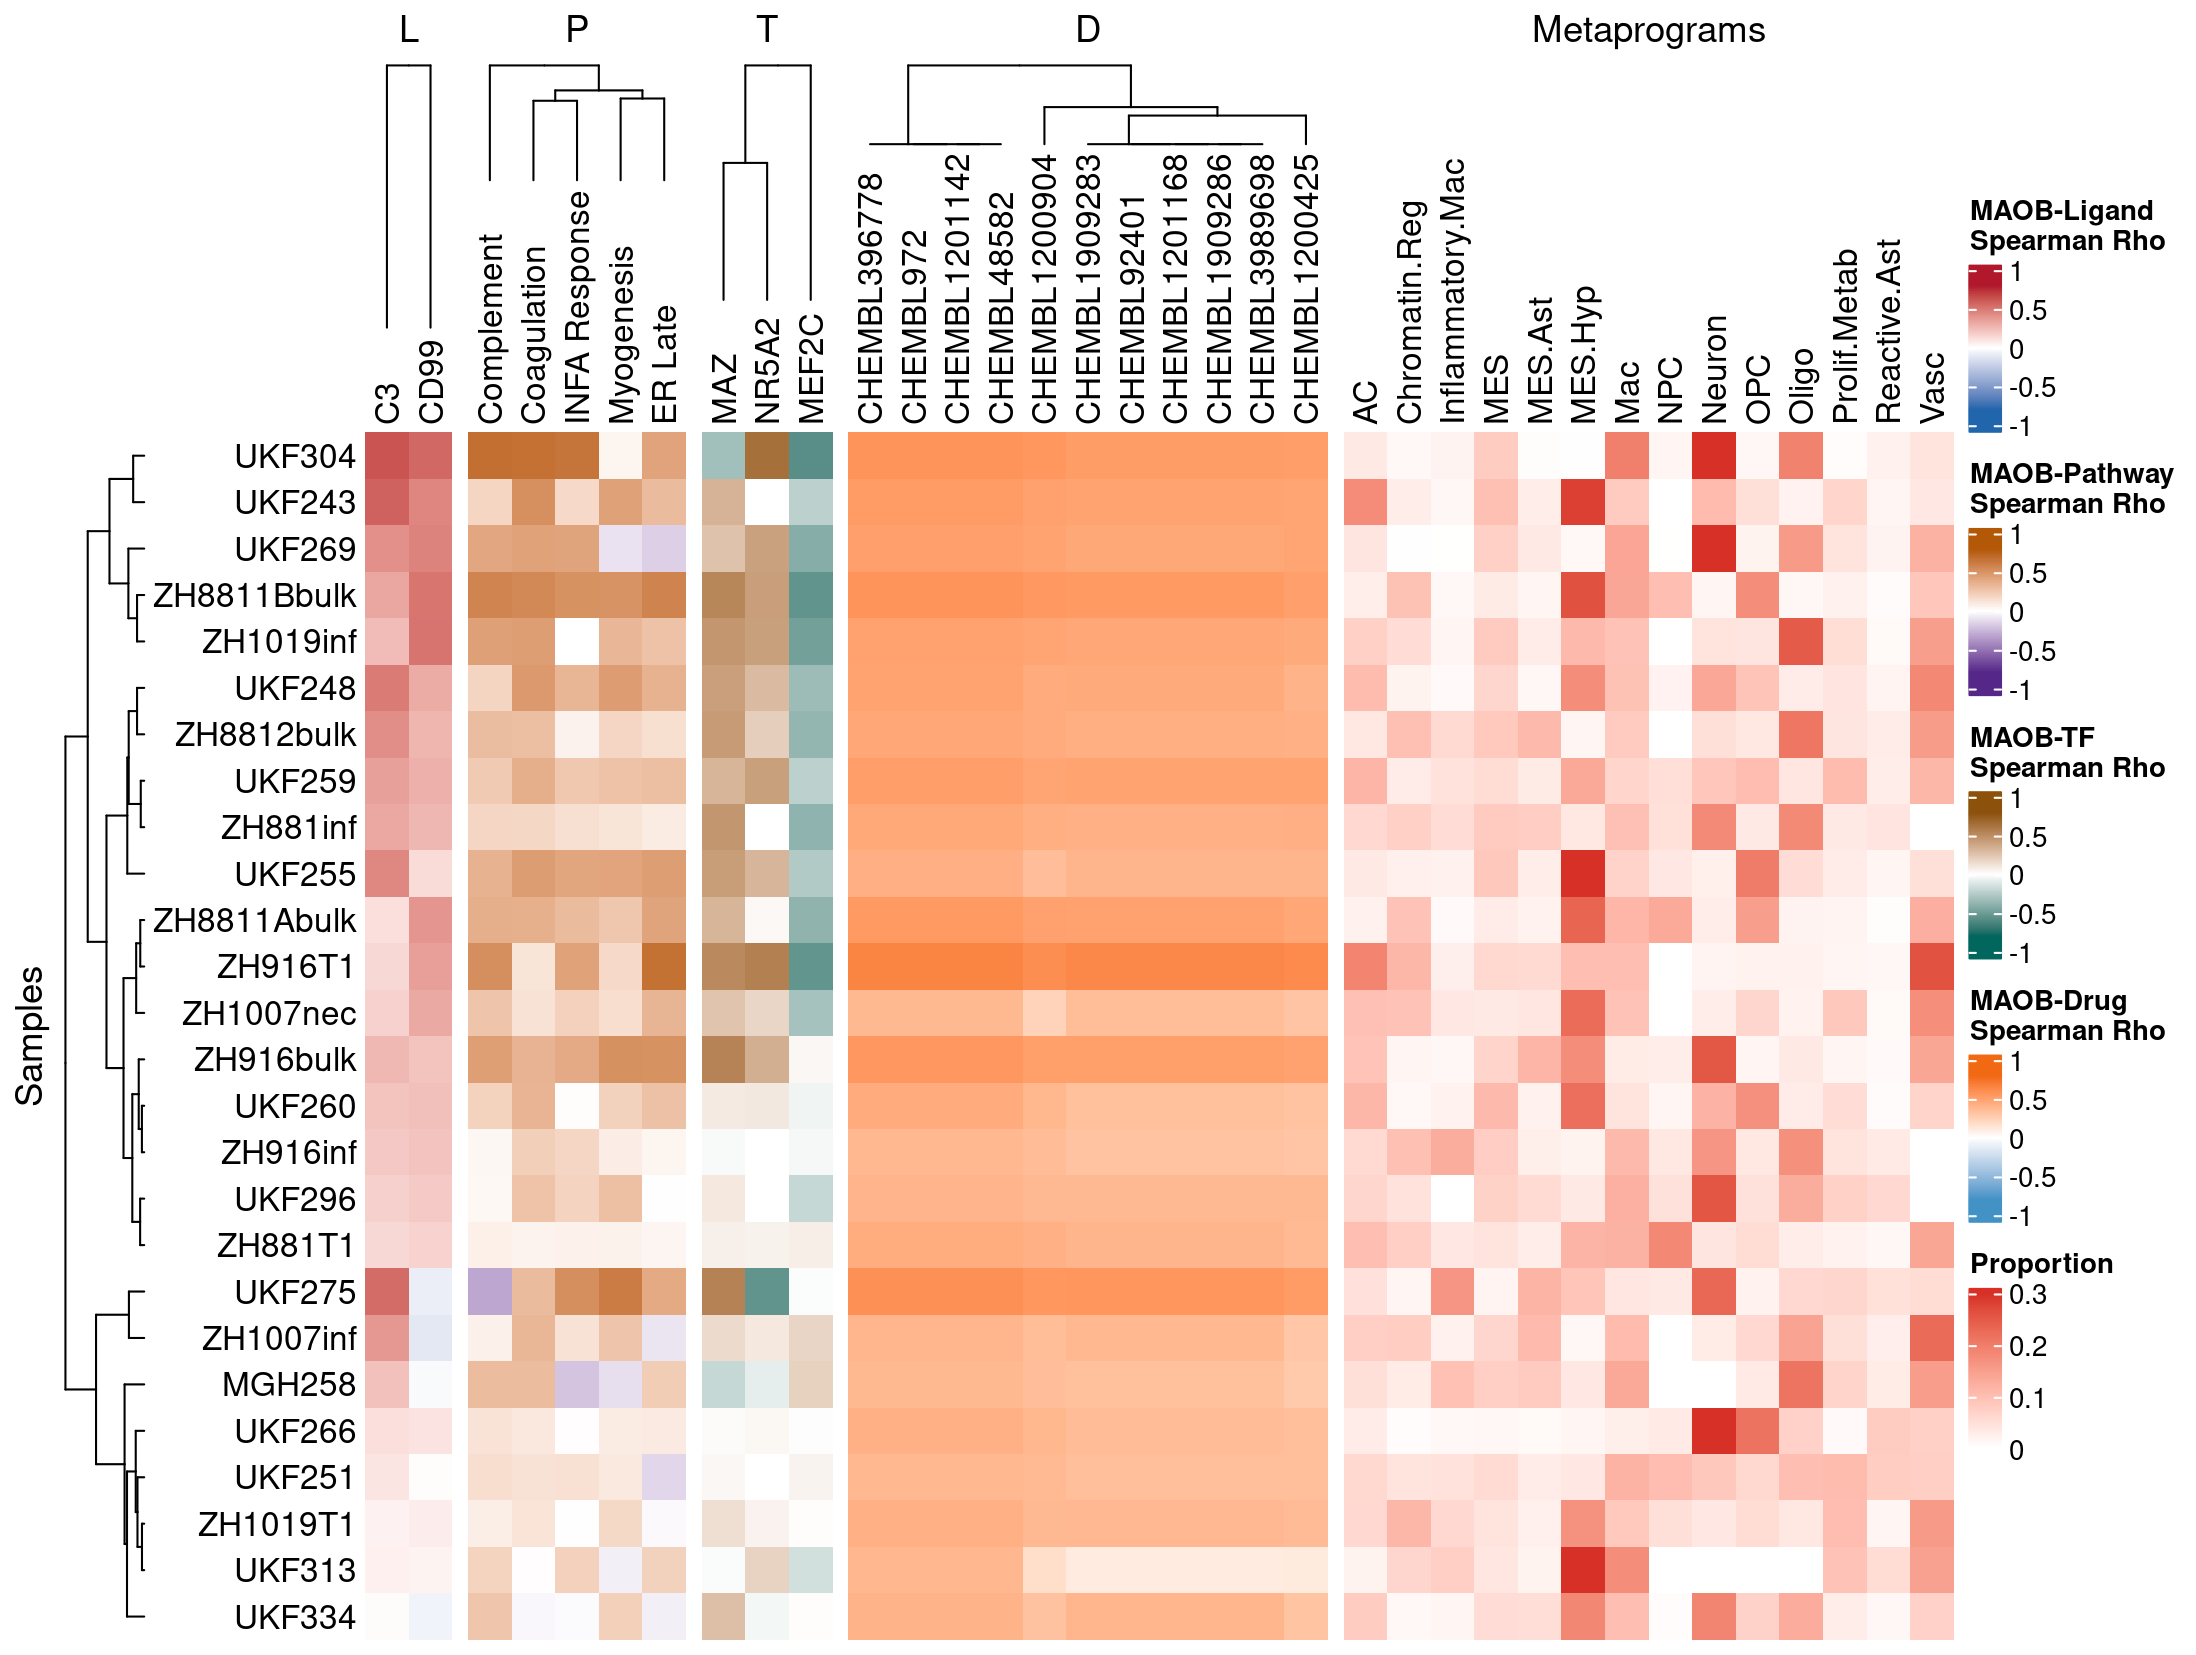 L
P
T
D
Metaprograms
C3
CD99
Complement
Coagulation
INFA Response
Myogenesis
ER Late
MAZ
NR5A2
MEF2C
CHEMBL396778
CHEMBL972
CHEMBL1201142
CHEMBL48582
CHEMBL1200904
CHEMBL1909283
CHEMBL92401
CHEMBL1201168
CHEMBL1909286
CHEMBL3989698
CHEMBL1200425
AC
Chromatin.Reg
Inflammatory.Mac
MES
MES.Ast
MES.Hyp
Mac
NPC
Neuron
OPC
Oligo
Prolif.Metab
Reactive.Ast
Vasc
Samples
UKF304
UKF243
UKF269
ZH8811Bbulk
ZH1019inf
UKF248
ZH8812bulk
UKF259
ZH881inf
UKF255
ZH8811Abulk
ZH916T1
ZH1007nec
ZH916bulk
UKF260
ZH916inf
UKF296
ZH881T1
UKF275
ZH1007inf
MGH258
UKF266
UKF251
ZH1019T1
UKF313
UKF334
MAOB-Ligand
Spearman Rho
1
0.5
0
-0.5
-1
MAOB-Pathway
Spearman Rho
1
0.5
0
-0.5
-1
MAOB-TF
Spearman Rho
1
0.5
0
-0.5
-1
MAOB-Drug
Spearman Rho
1
0.5
0
-0.5
-1
Proportion
0.3
0.2
0.1
0